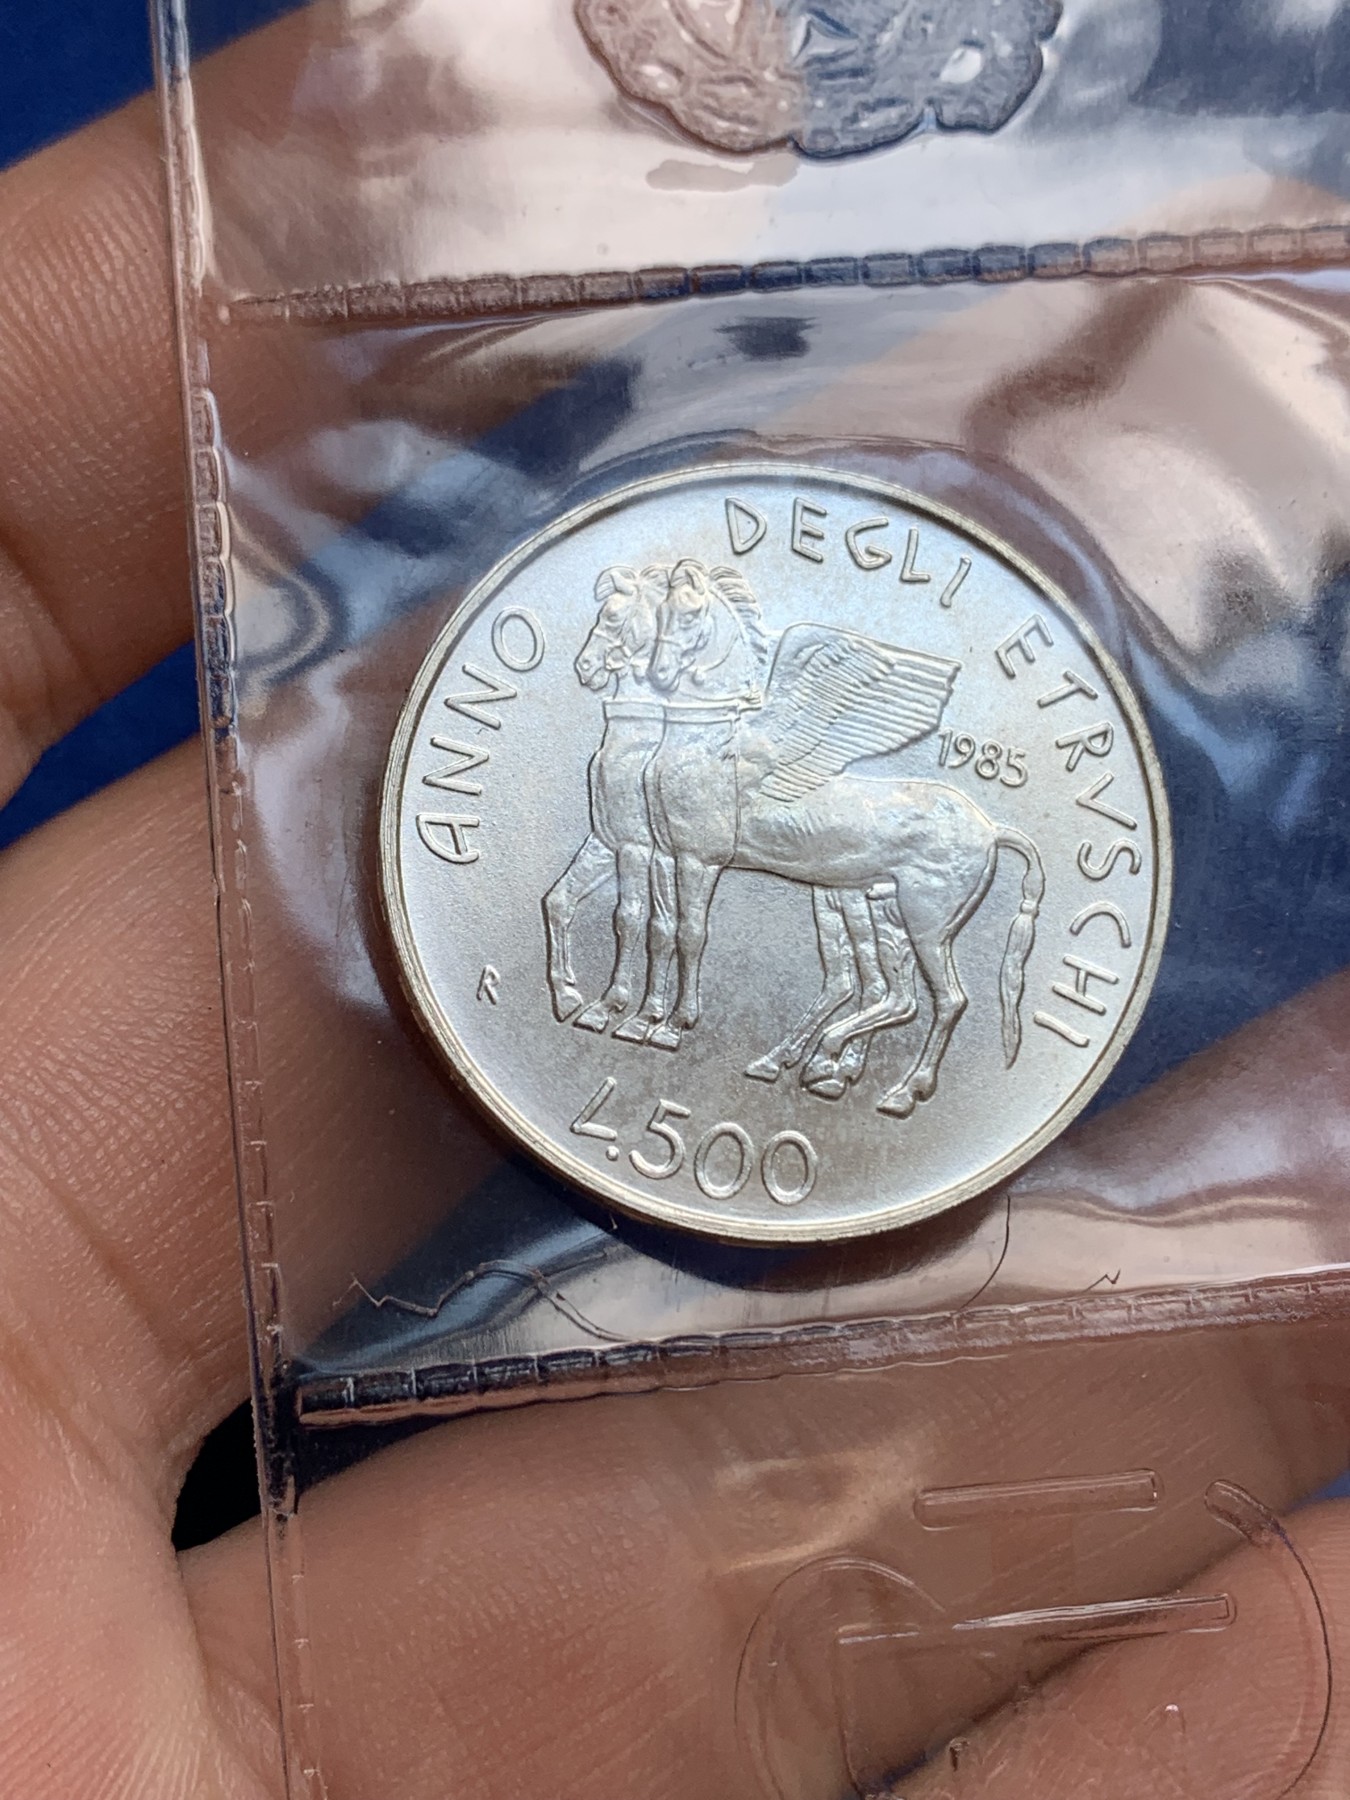 ANNO DEGLI ETRVSCHI
1985
R
L.500